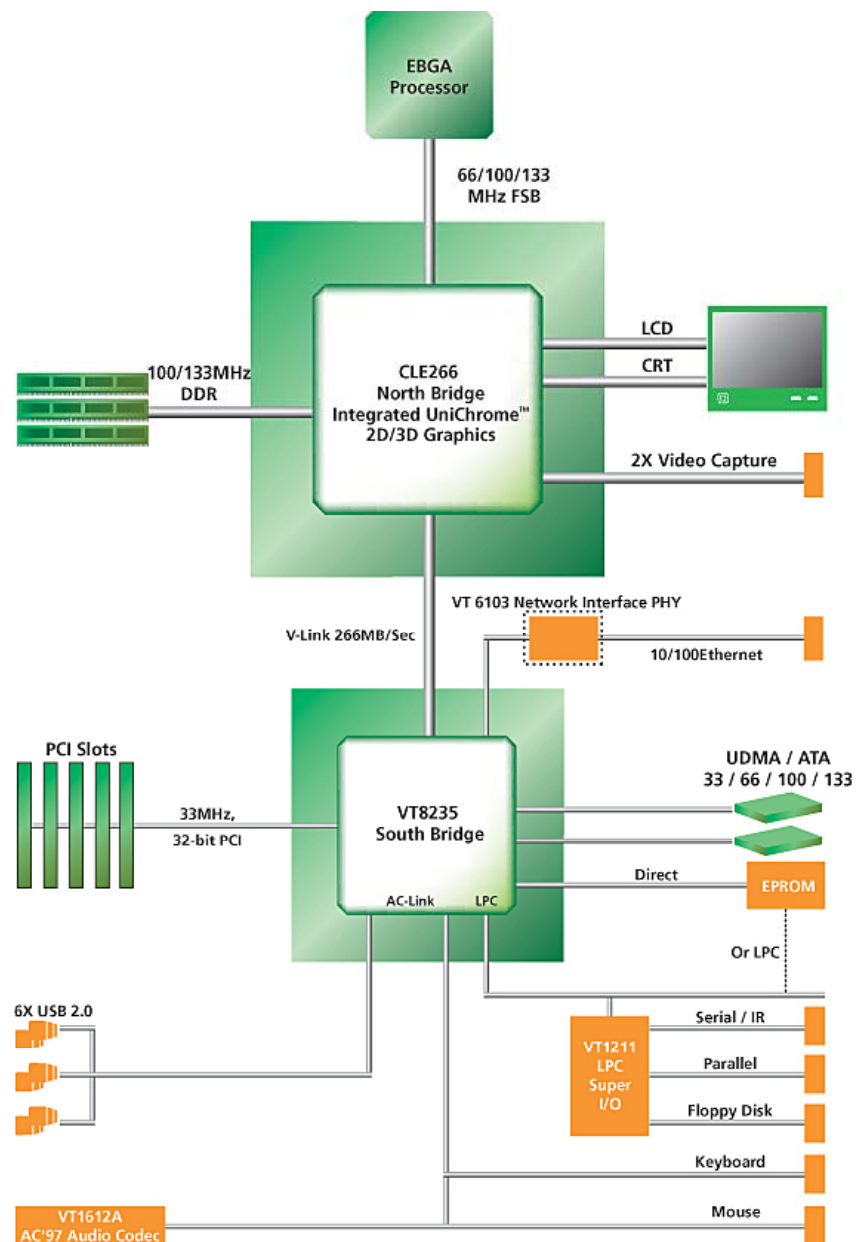 EBGA
Processor
66/100/133
MHz FSB
CLE266
North Bridge
Integrated UniChrome™
2D/3D Graphics
LCD
CRT
100/133MHz
DDR
2X Video Capture
VT 6103 Network Interface PHY
V-Link 266MB/Sec
10/100Ethernet
PCI Slots
33MHz,
32-bit PCI
VT8235
South Bridge
AC-Link
LPC
UDMA / ATA
33 / 66 / 100 / 133
Direct
EPROM
Or LPC
6X USB 2.0
VT1211
LPC
Super
I/O
Serial / IR
Parallel
Floppy Disk
Keyboard
Mouse
VT1612A
AC'97 Audio Codec